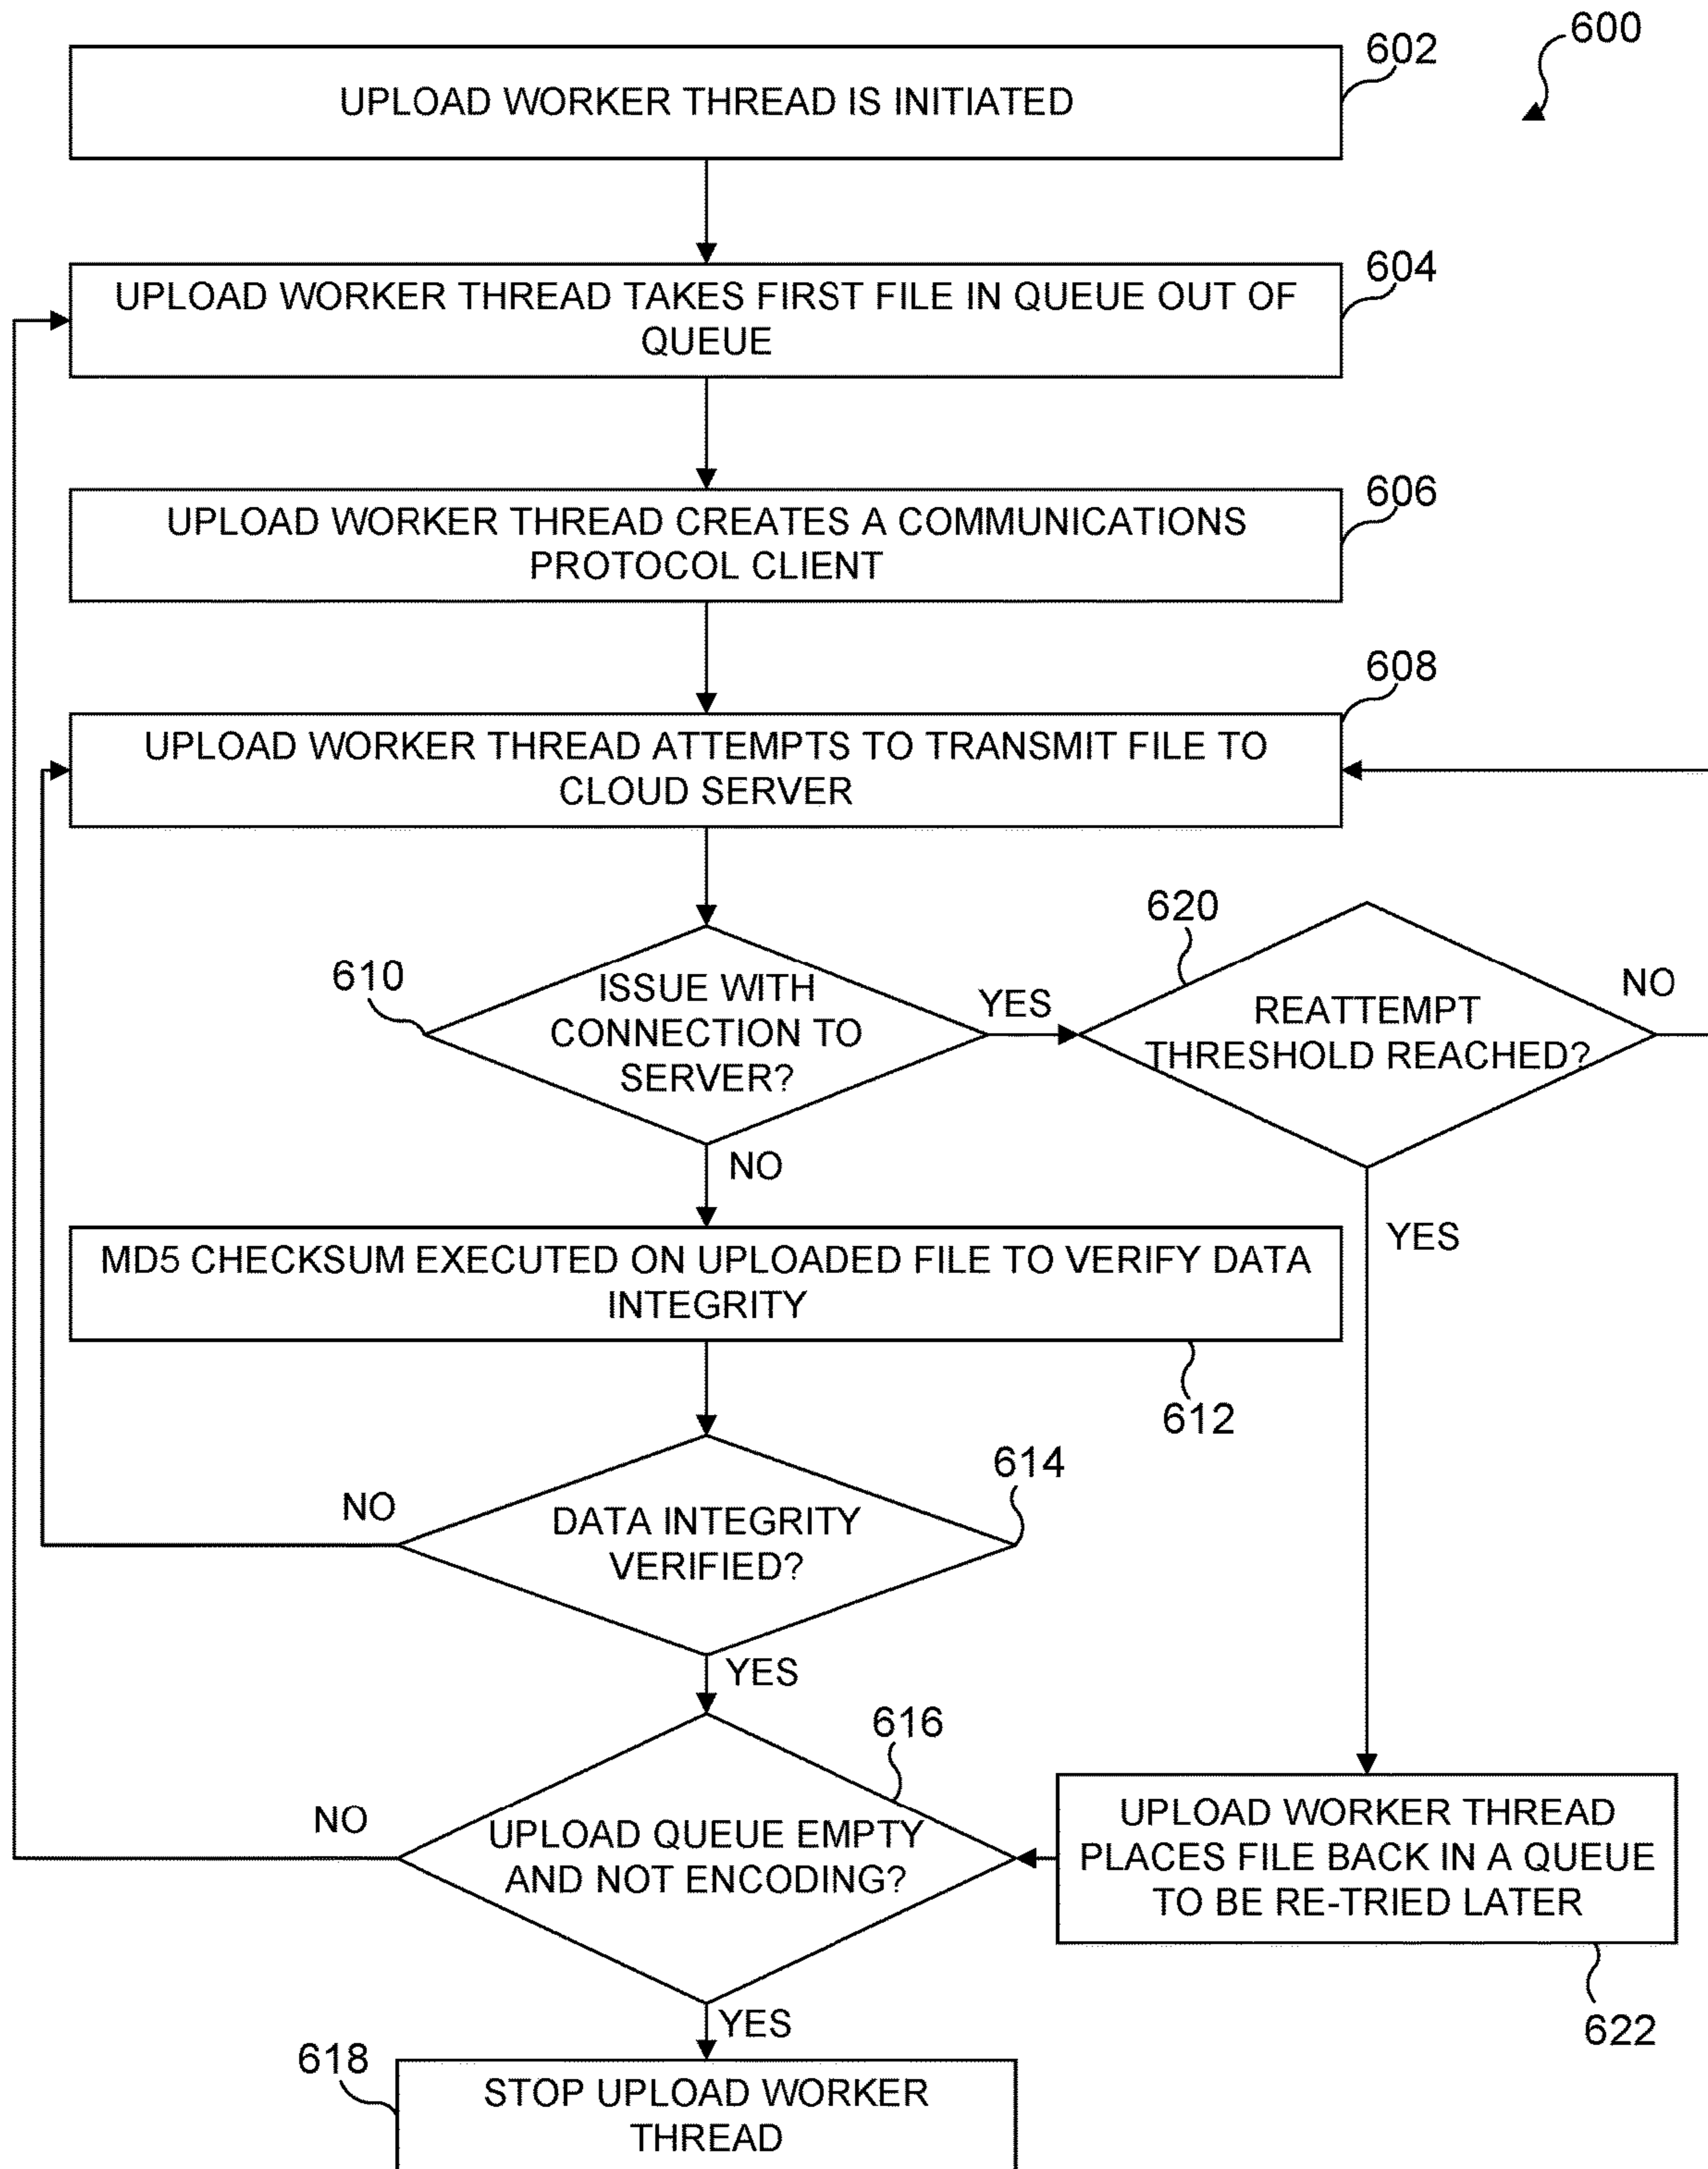 600
602
UPLOAD WORKER THREAD IS INITIATED
604
UPLOAD WORKER THREAD TAKES FIRST FILE IN QUEUE OUT OF
QUEUE
606
UPLOAD WORKER THREAD CREATES A COMMUNICATIONS
PROTOCOL CLIENT
608
UPLOAD WORKER THREAD ATTEMPTS TO TRANSMIT FILE TO
CLOUD SERVER
610
ISSUE WITH
CONNECTION TO
SERVER?
YES
620
REATTEMPT
THRESHOLD REACHED?
NO
NO
YES
MD5 CHECKSUM EXECUTED ON UPLOADED FILE TO VERIFY DATA
INTEGRITY
612
614
NO
DATA INTEGRITY
VERIFIED?
YES
616
NO
UPLOAD QUEUE EMPTY
AND NOT ENCODING?
UPLOAD WORKER THREAD
PLACES FILE BACK IN A QUEUE
TO BE RE-TRIED LATER
622
YES
618
STOP UPLOAD WORKER
THREAD